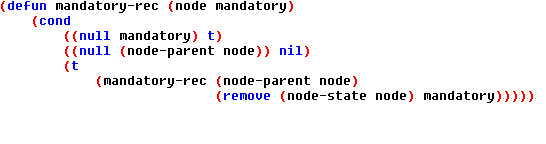 (defun mandatory-rec (node mandatory)
    (cond
        ((null mandatory) t)
        ((null (node-parent node)) nil)
        (t
            (mandatory-rec (node-parent node)
                           (remove (node-state node) mandatory)))))